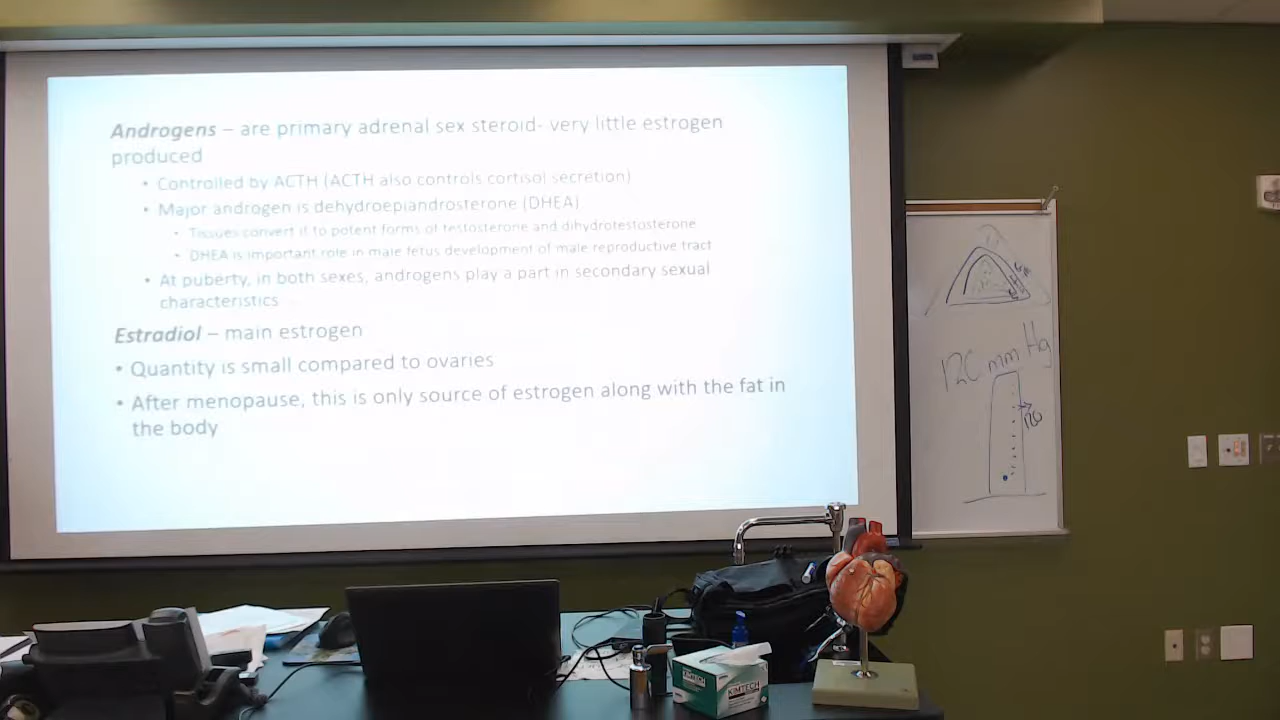 Androgens – are primary adrenal sex steroid- very little estrogen
produced
• Controlled by ACTH (ACTH also controls cortisol secretion)
• Major androgen is dehydroepiandrosterone (DHEA)
• Tissues convert it to potent forms of testosterone and dihydrotestosterone
• DHEA is important role in male fetus development of male reproductive tract
• At puberty, in both sexes, androgens play a part in secondary sexual
characteristics
Estradiol – main estrogen
• Quantity is small compared to ovaries
• After menopause, this is only source of estrogen along with the fat in
the body
120 mm Hg
120
KIMTECH
KIMTECH